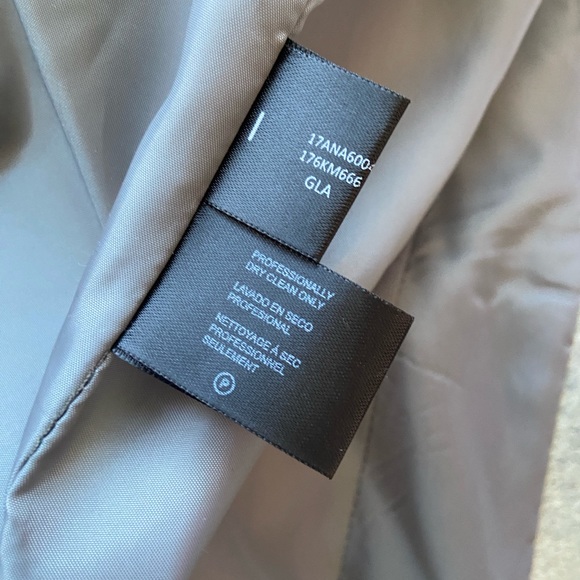 17ANA600
176KM666
GLA
PROFESSIONALLY
DRY CLEAN ONLY
LAVADO EN SECO
PROFESIONAL
NETTOYAGE À SEC
PROFESSIONNEL
SEULEMENT
P